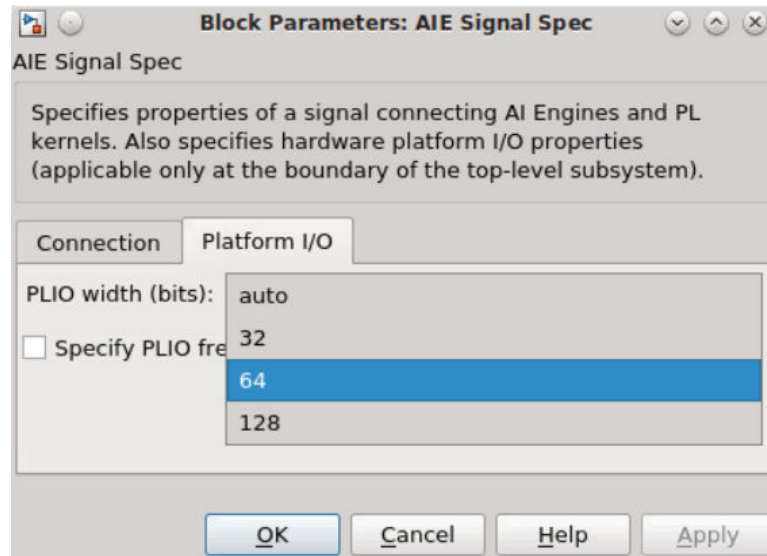 Block Parameters: AIE Signal Spec
AIE Signal Spec
Specifies properties of a signal connecting AI Engines and PL
kernels. Also specifies hardware platform I/O properties
(applicable only at the boundary of the top-level subsystem).
Connection Platform I/O
PLIO width (bits): auto
Specify PLIO fre 32
64
128
OK Cancel Help Apply